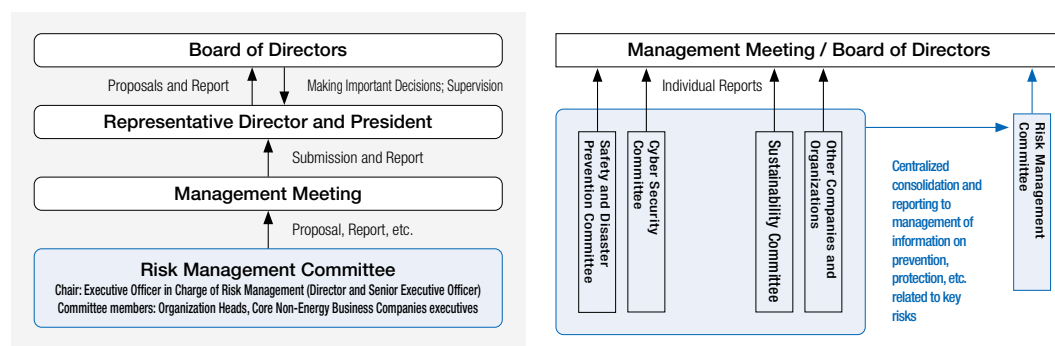 Board of Directors
Proposals and Report
Making Important Decisions; Supervision
Representative Director and President
Submission and Report
Management Meeting
Proposal, Report, etc.
Risk Management Committee
Chair: Executive Officer in Charge of Risk Management (Director and Senior Executive Officer)
Committee members: Organization Heads, Core Non-Energy Business Companies executives
Management Meeting / Board of Directors
Individual Reports
Safety and Disaster
Prevention Committee
Cyber Security
Committee
Sustainability Committee
Other Companies and
Organizations
Centralized
consolidation and
reporting to
management of
information on
prevention,
protection, etc.
related to key
risks
Risk Management
Committee